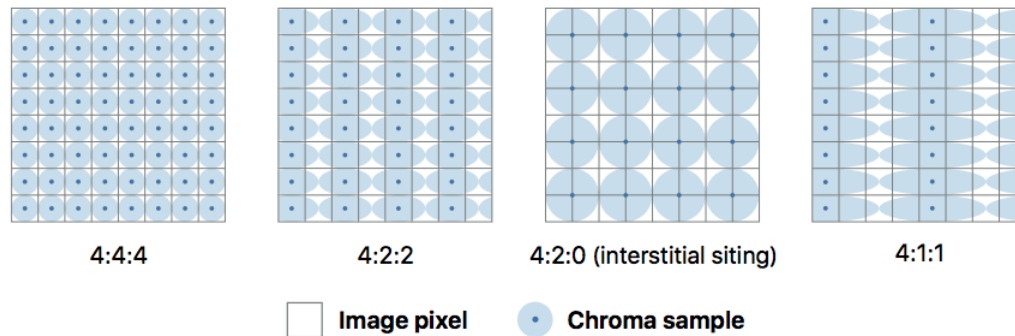 4:4:4
4:2:2
4:2:0 (interstitial siting)
4:1:1
Image pixel
Chroma sample